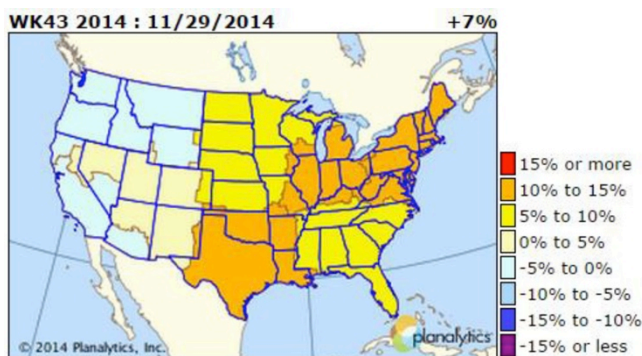 WK43 2014 : 11/29/2014 +7%
15% or more
10% to 15%
5% to 10%
0% to 5%
-5% to 0%
-10% to -5%
-15% to -10%
-15% or less
planalytics
© 2014 Planalytics, Inc.